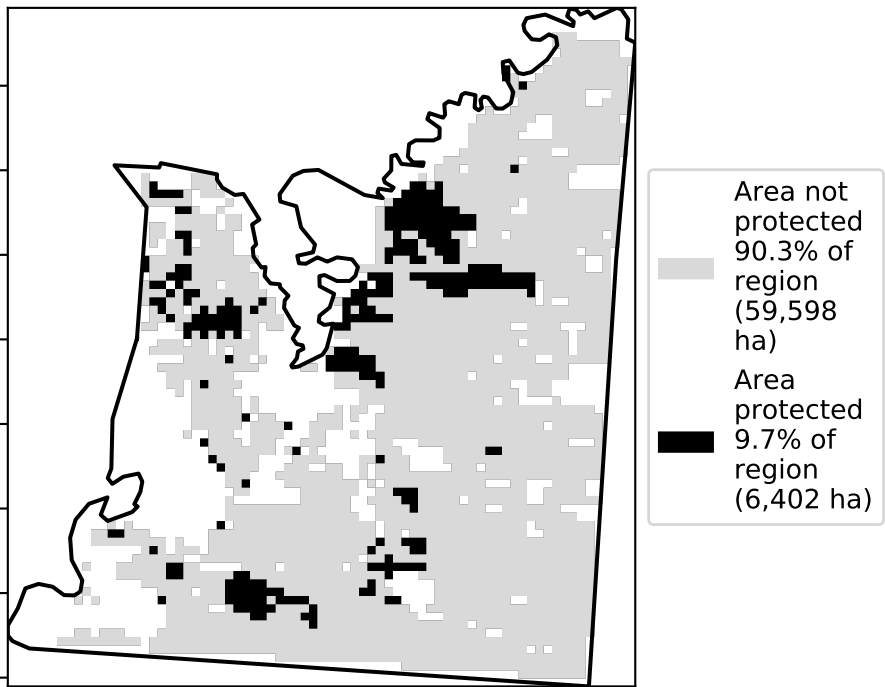 Area not
protected
90.3% of
region
(59,598
ha)
Area
protected
9.7% of
region
(6,402 ha)